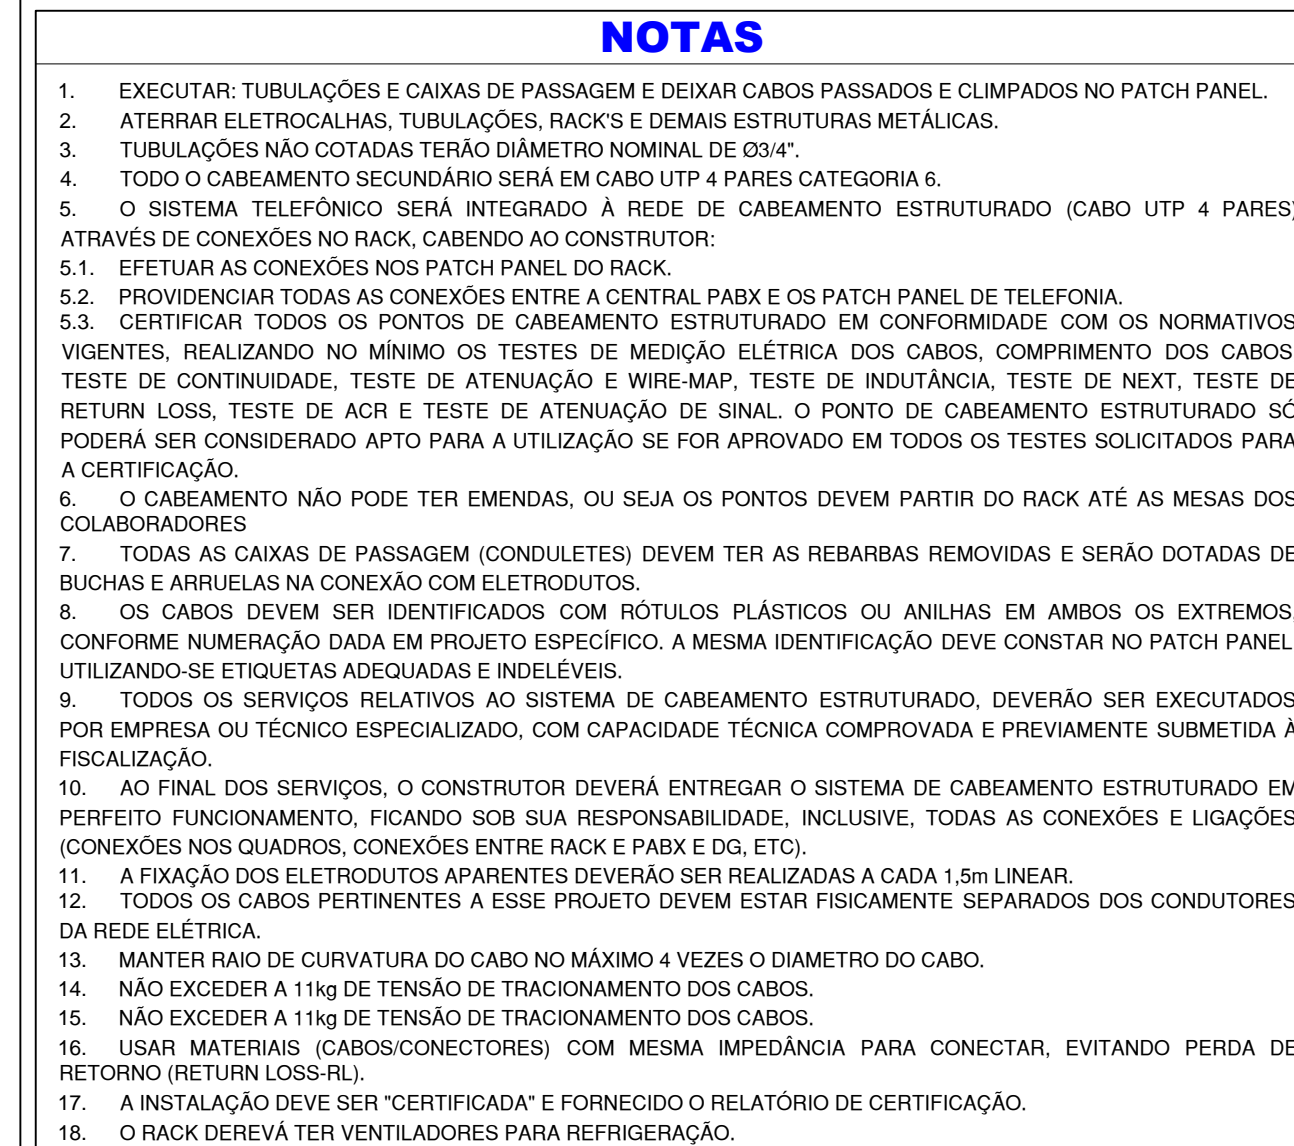 NOTAS
1. EXECUTAR: TUBULAÇÕES E CAIXAS DE PASSAGEM E DEIXAR CABOS PASSADOS E CLIMPADOS NO PATCH PANEL.
2. ATERRAR ELETROCALHAS, TUBULAÇÕES, RACK'S E DEMAIS ESTRUTURAS METÁLICAS.
3. TUBULAÇÕES NÃO COTADAS TERÃO DIÂMETRO NOMINAL DE Ø3/4".
4. TODO O CABEAMENTO SECUNDÁRIO SERÁ EM CABO UTP 4 PARES CATEGORIA 6.
5. O SISTEMA TELEFÔNICO SERÁ INTEGRADO À REDE DE CABEAMENTO ESTRUTURADO (CABO UTP 4 PARES)
ATRAVÉS DE CONEXÕES NO RACK, CABENDO AO CONSTRUTOR:
5.1. EFETUAR AS CONEXÕES NOS PATCH PANEL DO RACK.
5.2. PROVIDENCIAR TODAS AS CONEXÕES ENTRE A CENTRAL PABX E OS PATCH PANEL DE TELEFONIA.
5.3. CERTIFICAR TODOS OS PONTOS DE CABEAMENTO ESTRUTURADO EM CONFORMIDADE COM OS NORMATIVOS
VIGENTES, REALIZANDO NO MÍNIMO OS TESTES DE MEDIÇÃO ELÉTRICA DOS CABOS, COMPRIMENTO DOS CABOS
TESTE DE CONTINUIDADE, TESTE DE ATENUAÇÃO E WIRE-MAP, TESTE DE INDUTÂNCIA, TESTE DE NEXT, TESTE DE
RETURN LOSS, TESTE DE ACR E TESTE DE ATENUAÇÃO DE SINAL. O PONTO DE CABEAMENTO ESTRUTURADO SÓ
PODERÁ SER CONSIDERADO APTO PARA A UTILIZAÇÃO SE FOR APROVADO EM TODOS OS TESTES SOLICITADOS PARA
A CERTIFICAÇÃO.
6. O CABEAMENTO NÃO PODE TER EMENDAS, OU SEJA OS PONTOS DEVEM PARTIR DO RACK ATÉ AS MESAS DOS
COLABORADORES
7. TODAS AS CAIXAS DE PASSAGEM (CONDULETES) DEVEM TER AS REBARBAS REMOVIDAS E SERÃO DOTADAS DE
BUCHAS E ARRUELAS NA CONEXÃO COM ELETRODUTOS.
8. OS CABOS DEVEM SER IDENTIFICADOS COM RÓTULOS PLÁSTICOS OU ANILHAS EM AMBOS OS EXTREMOS,
CONFORME NUMERAÇÃO DADA EM PROJETO ESPECÍFICO. A MESMA IDENTIFICAÇÃO DEVE CONSTAR NO PATCH PANEL
UTILIZANDO-SE ETIQUETAS ADEQUADAS E INDELÉVEIS.
9. TODOS OS SERVIÇOS RELATIVOS AO SISTEMA DE CABEAMENTO ESTRUTURADO, DEVERÃO SER EXECUTADOS
POR EMPRESA OU TÉCNICO ESPECIALIZADO, COM CAPACIDADE TÉCNICA COMPROVADA E PREVIAMENTE SUBMETIDA À
FISCALIZAÇÃO.
10. AO FINAL DOS SERVIÇOS, O CONSTRUTOR DEVERÁ ENTREGAR O SISTEMA DE CABEAMENTO ESTRUTURADO EM
PERFEITO FUNCIONAMENTO, FICANDO SOB SUA RESPONSABILIDADE, INCLUSIVE, TODAS AS CONEXÕES E LIGAÇÕES
(CONEXÕES NOS QUADROS, CONEXÕES ENTRE RACK E PABX E DG, ETC).
11. A FIXAÇÃO DOS ELETRODUTOS APARENTES DEVERÃO SER REALIZADAS A CADA 1,5m LINEAR.
12. TODOS OS CABOS PERTINENTES A ESSE PROJETO DEVEM ESTAR FISICAMENTE SEPARADOS DOS CONDUTORES
DA REDE ELÉTRICA.
13. MANTER RAIO DE CURVATURA DO CABO NO MÁXIMO 4 VEZES O DIAMETRO DO CABO.
14. NÃO EXCEDER A 11kg DE TENSÃO DE TRACIONAMENTO DOS CABOS.
15. NÃO EXCEDER A 11kg DE TENSÃO DE TRACIONAMENTO DOS CABOS.
16. USAR MATERIAIS (CABOS/CONECTORES) COM MESMA IMPEDÂNCIA PARA CONECTAR, EVITANDO PERDA DE
RETORNO (RETURN LOSS-RL).
17. A INSTALAÇÃO DEVE SER "CERTIFICADA" E FORNECIDO O RELATÓRIO DE CERTIFICAÇÃO.
18. O RACK DEREVÁ TER VENTILADORES PARA REFRIGERAÇÃO.